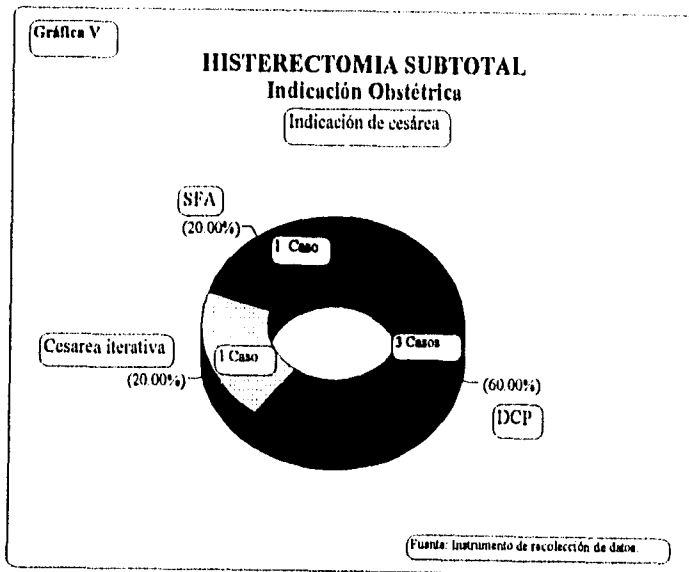 Gráfica V
HISTERECTOMIA SUBTOTAL
Indicación Obstétrica
Indicación de cesárea
SFA
(20.00%)
1 Caso
3 Casos
Cesarea iterativa
1 Caso
(20.00%)
(60.00%)
DCP
Fuente: Instrumento de recolección de datos.